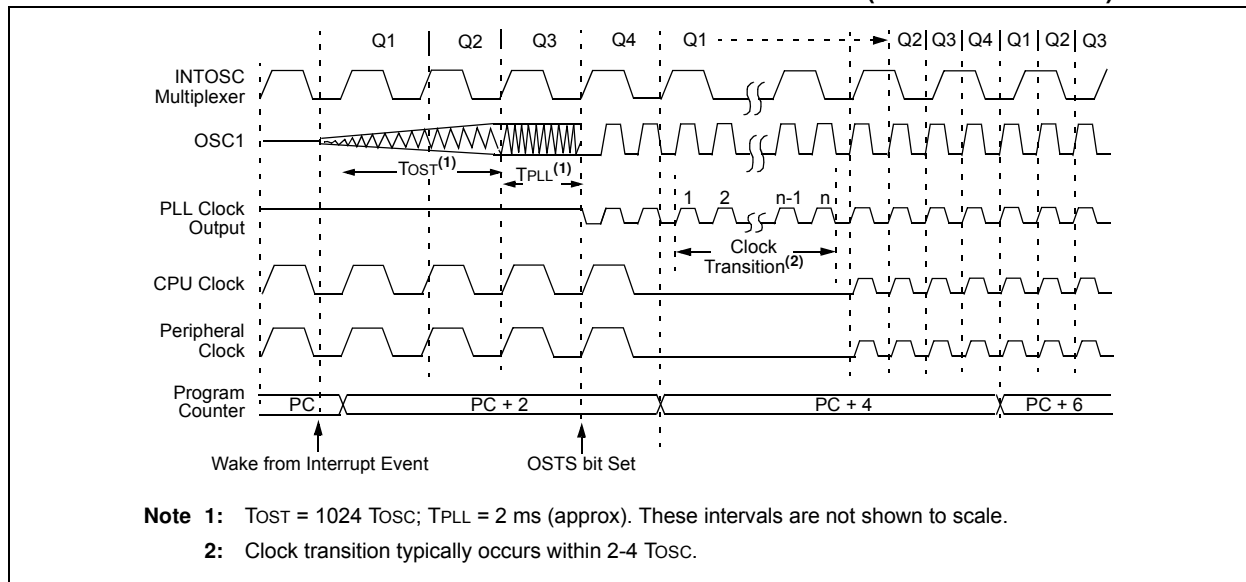 Q1 Q2 Q3 Q4 Q1 Q2 Q3 Q4 Q1 Q2 Q3
INTOSC
Multiplexer
OSC1
TOST(1)
TPLL(1)
1 2 n-1 n
PLL Clock
Output
Clock
Transition(2)
CPU Clock
Peripheral
Clock
Program
Counter
PC PC + 2 PC + 4 PC + 6
Wake from Interrupt Event
OSTS bit Set
Note 1: TOST = 1024 TOSC; TPLL = 2 ms (approx). These intervals are not shown to scale.
2: Clock transition typically occurs within 2-4 TOSC.